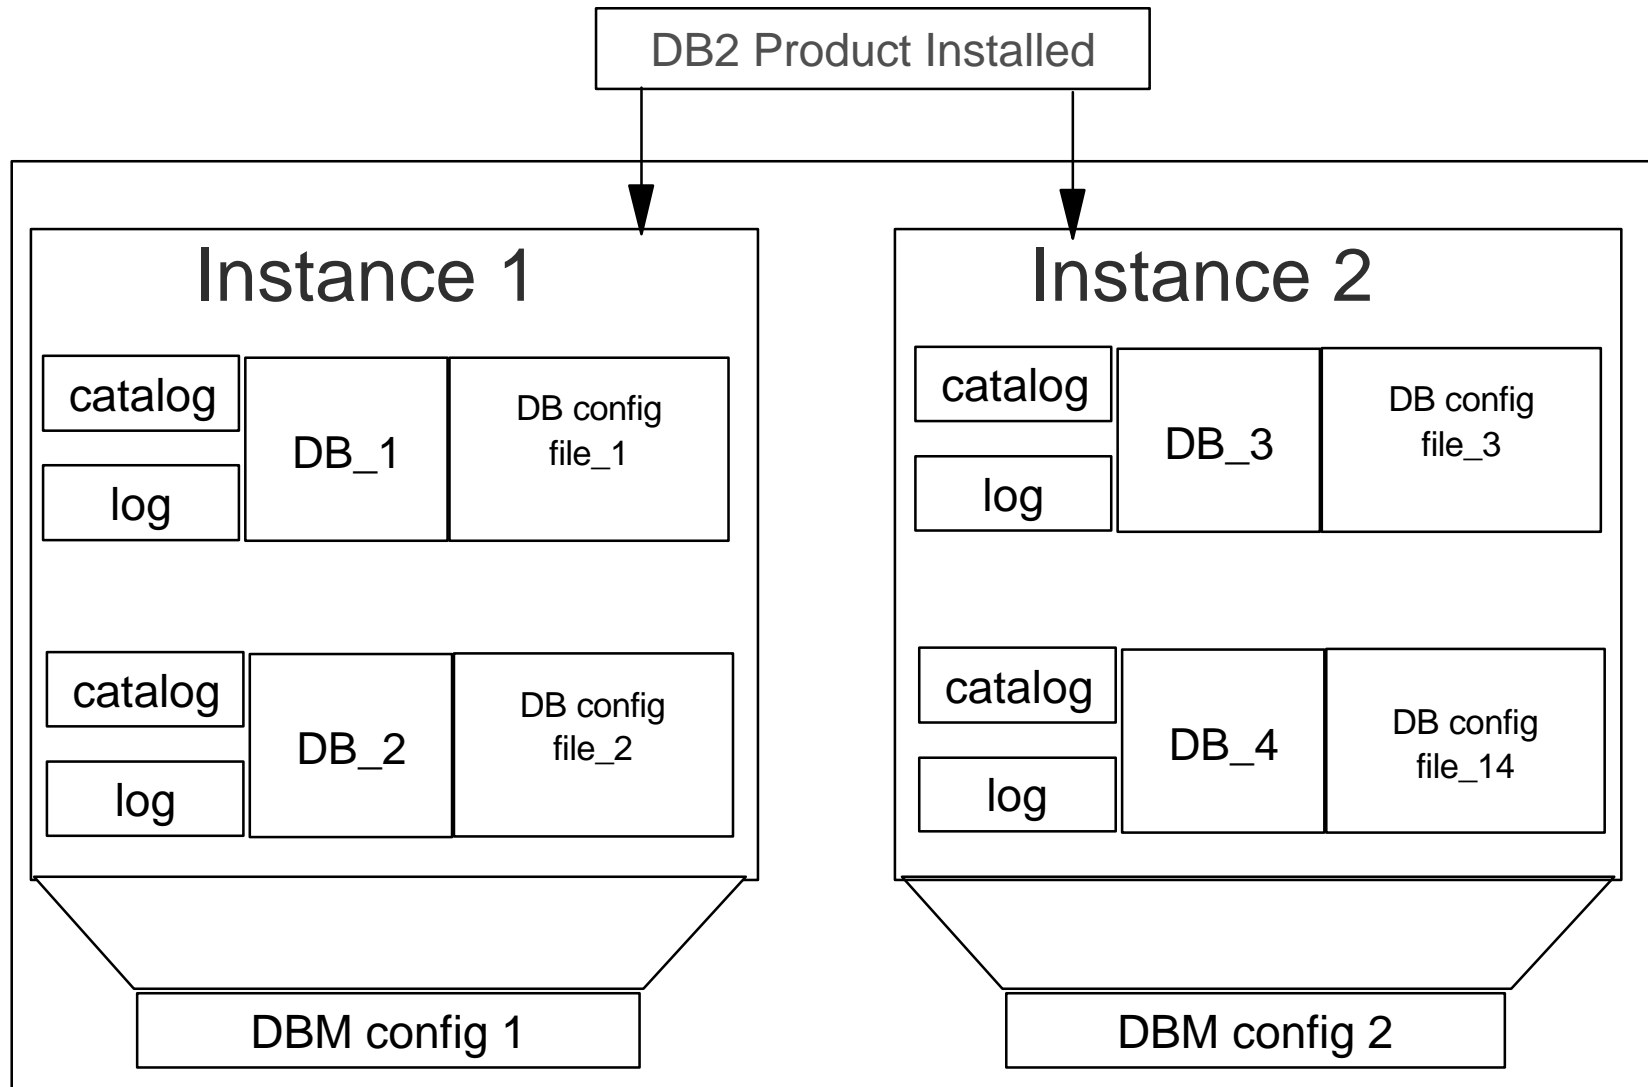 DB2 Product Installed
Instance 1
catalog
log
DB_1
DB config
file_1
catalog
log
DB_2
DB config
file_2
DBM config 1
Instance 2
catalog
log
DB_3
DB config
file_3
catalog
log
DB_4
DB config
file_14
DBM config 2